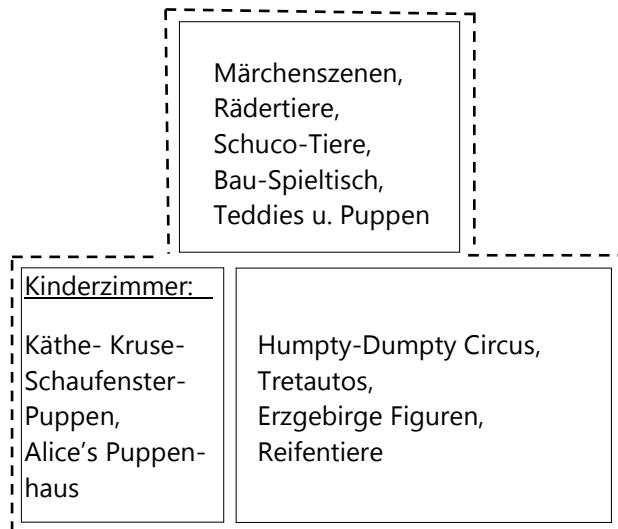 Märchenszenen,
Rädertiere,
Schuco-Tiere,
Bau-Spieltisch,
Teddies u. Puppen
Kinderzimmer:
Käthe- Kruse-
Schaufenster-
Puppen,
Alice's Puppen-
haus
Humpty-Dumpty Circus,
Tretautos,
Erzgebirge Figuren,
Reifentiere